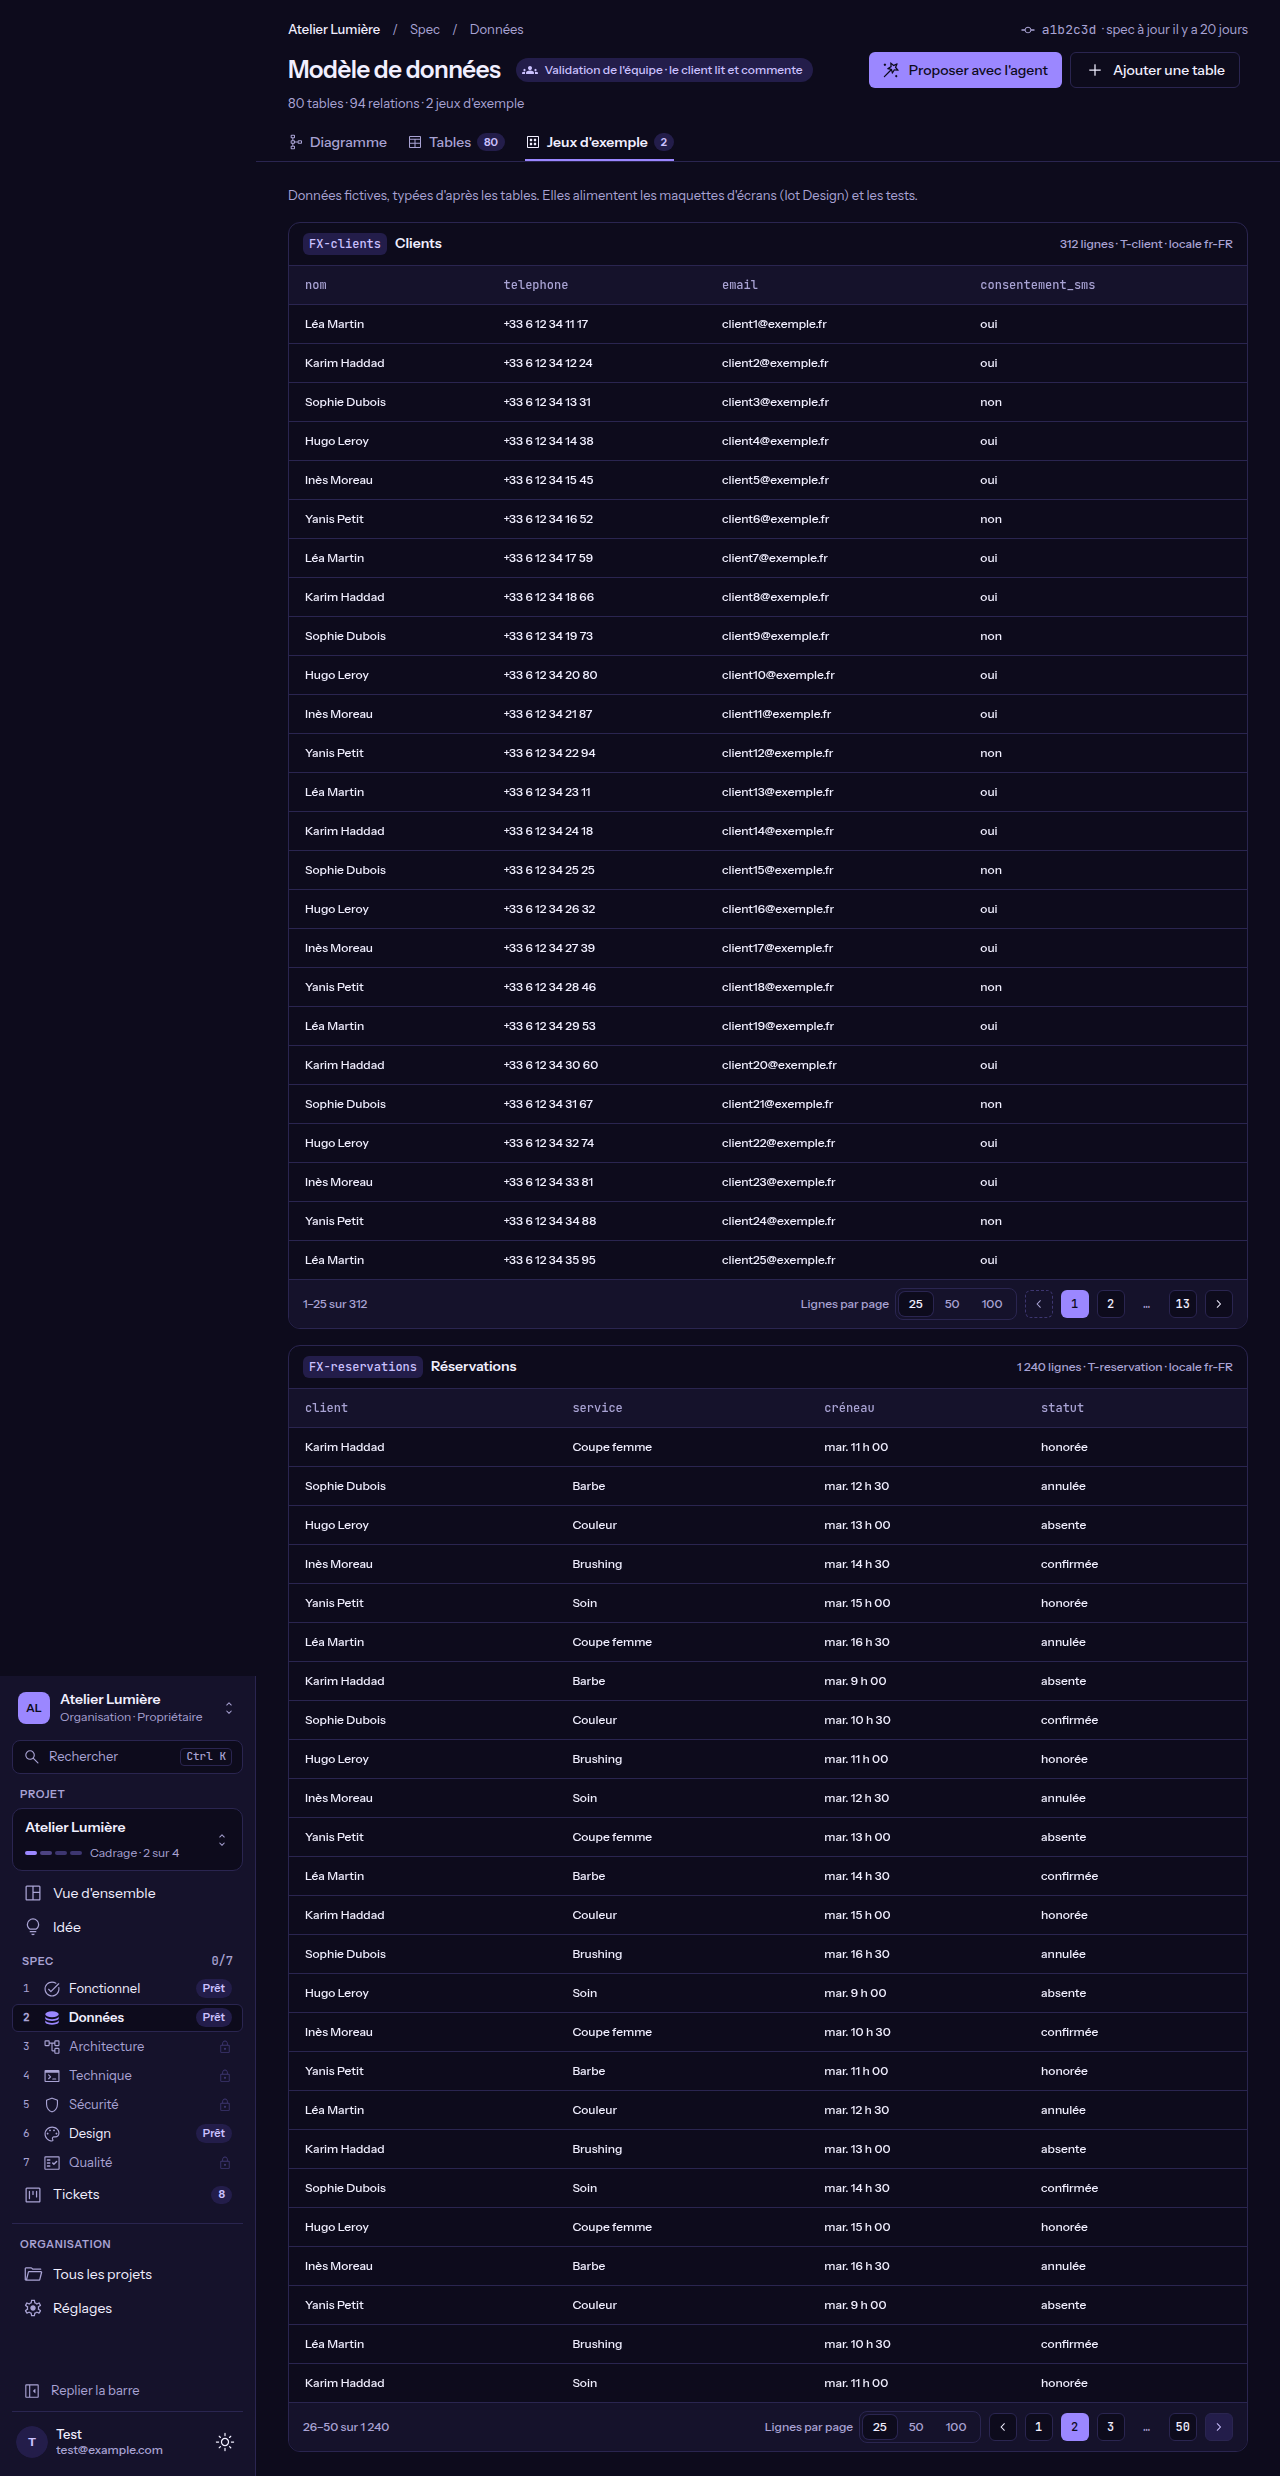 Atelier Lumière / Spec / Données
a1b2c3d · spec à jour il y a 20 jours
Modèle de données
Validation de l'équipe · le client lit et commente
Proposer avec l'agent
Ajouter une table
80 tables · 94 relations · 2 jeux d'exemple
Diagramme
Tables 80
Jeux d'exemple 2
Données fictives, typées d'après les tables. Elles alimentent les maquettes d'écrans (lot Design) et les tests.
FX-clients Clients
312 lignes · T-client · locale fr-FR
nom telephone email consentement_sms
Léa Martin +33 6 12 34 11 17 client1@exemple.fr oui
Karim Haddad +33 6 12 34 12 24 client2@exemple.fr oui
Sophie Dubois +33 6 12 34 13 31 client3@exemple.fr non
Hugo Leroy +33 6 12 34 14 38 client4@exemple.fr oui
Inès Moreau +33 6 12 34 15 45 client5@exemple.fr oui
Yanis Petit +33 6 12 34 16 52 client6@exemple.fr non
Léa Martin +33 6 12 34 17 59 client7@exemple.fr oui
Karim Haddad +33 6 12 34 18 66 client8@exemple.fr oui
Sophie Dubois +33 6 12 34 19 73 client9@exemple.fr non
Hugo Leroy +33 6 12 34 20 80 client10@exemple.fr oui
Inès Moreau +33 6 12 34 21 87 client11@exemple.fr oui
Yanis Petit +33 6 12 34 22 94 client12@exemple.fr non
Léa Martin +33 6 12 34 23 11 client13@exemple.fr oui
Karim Haddad +33 6 12 34 24 18 client14@exemple.fr oui
Sophie Dubois +33 6 12 34 25 25 client15@exemple.fr non
Hugo Leroy +33 6 12 34 26 32 client16@exemple.fr oui
Inès Moreau +33 6 12 34 27 39 client17@exemple.fr oui
Yanis Petit +33 6 12 34 28 46 client18@exemple.fr non
Léa Martin +33 6 12 34 29 53 client19@exemple.fr oui
Karim Haddad +33 6 12 34 30 60 client20@exemple.fr oui
Sophie Dubois +33 6 12 34 31 67 client21@exemple.fr non
Hugo Leroy +33 6 12 34 32 74 client22@exemple.fr oui
Inès Moreau +33 6 12 34 33 81 client23@exemple.fr oui
Yanis Petit +33 6 12 34 34 88 client24@exemple.fr non
Léa Martin +33 6 12 34 35 95 client25@exemple.fr oui
1–25 sur 312
Lignes par page 25 50 100 1 2 … 13
FX-reservations Réservations
1 240 lignes · T-reservation · locale fr-FR
client service créneau statut
Karim Haddad Coupe femme mar. 11 h 00 honorée
Sophie Dubois Barbe mar. 12 h 30 annulée
Hugo Leroy Couleur mar. 13 h 00 absente
Inès Moreau Brushing mar. 14 h 30 confirmée
Yanis Petit Soin mar. 15 h 00 honorée
Léa Martin Coupe femme mar. 16 h 30 annulée
Karim Haddad Barbe mar. 9 h 00 absente
Sophie Dubois Couleur mar. 10 h 30 confirmée
Hugo Leroy Brushing mar. 11 h 00 honorée
Inès Moreau Soin mar. 12 h 30 annulée
Yanis Petit Coupe femme mar. 13 h 00 absente
Léa Martin Barbe mar. 14 h 30 confirmée
Karim Haddad Couleur mar. 15 h 00 honorée
Sophie Dubois Brushing mar. 16 h 30 annulée
Hugo Leroy Soin mar. 9 h 00 absente
Inès Moreau Coupe femme mar. 10 h 30 confirmée
Yanis Petit Barbe mar. 11 h 00 honorée
Léa Martin Couleur mar. 12 h 30 annulée
Karim Haddad Brushing mar. 13 h 00 absente
Sophie Dubois Soin mar. 14 h 30 confirmée
Hugo Leroy Coupe femme mar. 15 h 00 honorée
Inès Moreau Barbe mar. 16 h 30 annulée
Yanis Petit Couleur mar. 9 h 00 absente
Léa Martin Brushing mar. 10 h 30 confirmée
Karim Haddad Soin mar. 11 h 00 honorée
26–50 sur 1 240
Lignes par page 25 50 100 1 2 3 … 50
AL
Atelier Lumière
Organisation · Propriétaire
Rechercher Ctrl K
PROJET
Atelier Lumière
Cadrage · 2 sur 4
Vue d'ensemble
Idée
SPEC 0/7
1 Fonctionnel Prêt
2 Données Prêt
3 Architecture
4 Technique
5 Sécurité
6 Design Prêt
7 Qualité
Tickets 8
ORGANISATION
Tous les projets
Réglages
Replier la barre
T
Test
test@example.com